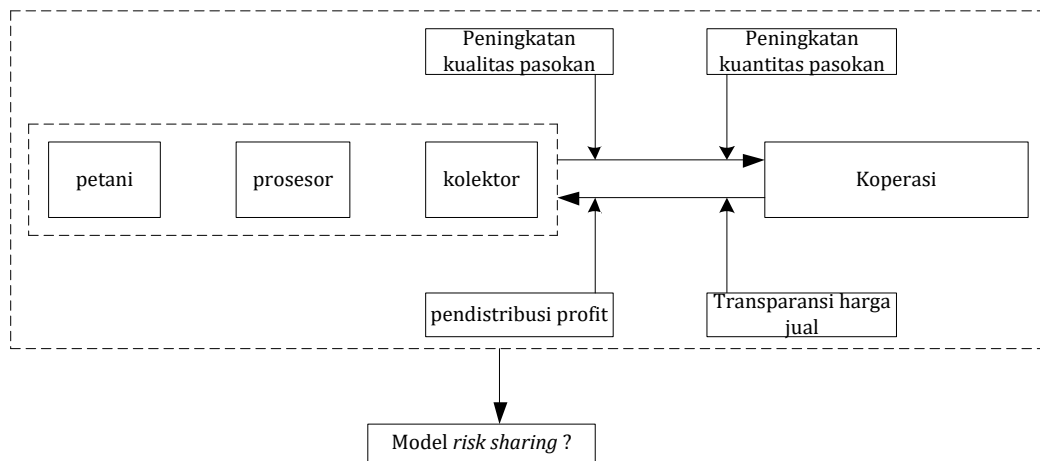 Peningkatan
kualitas pasokan
Peningkatan
kuantitas pasokan
petani
prosesor
kolektor
Koperasi
pendistribusi profit
Transparansi harga
jual
Model risk sharing ?